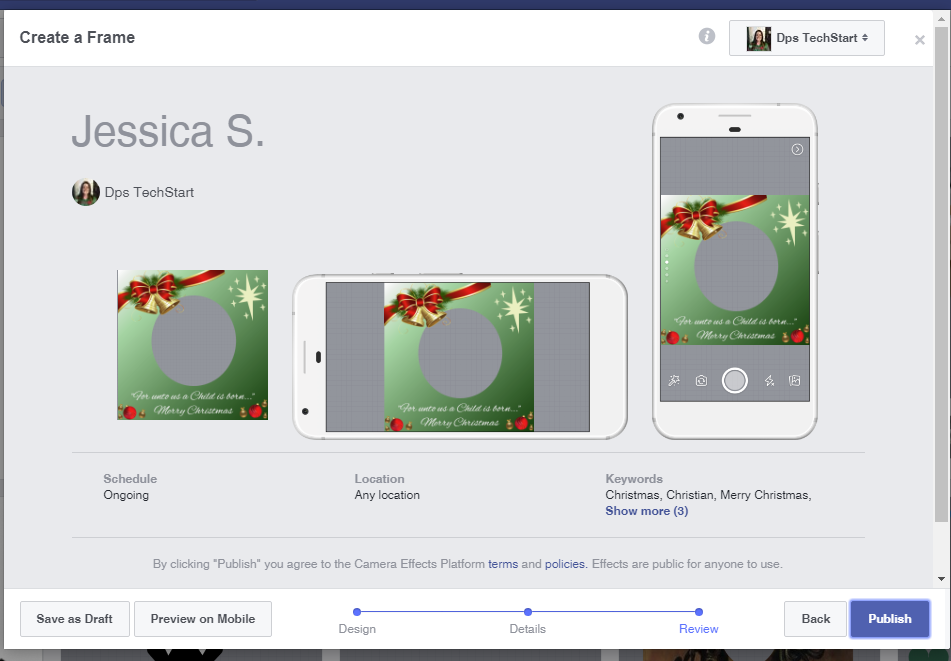 Create a Frame
Dps TechStart
Jessica S.
Dps TechStart
"For unto us a Child is born..."
Merry Christmas
"For unto us a Child is born..."
Merry Christmas
"For unto us a Child is born..."
Merry Christmas
Schedule
Ongoing
Location
Any location
Keywords
Christmas, Christian, Merry Christmas,
Show more (3)
By clicking "Publish" you agree to the Camera Effects Platform terms and policies. Effects are public for anyone to use.
Save as Draft
Preview on Mobile
Design
Details
Review
Back
Publish